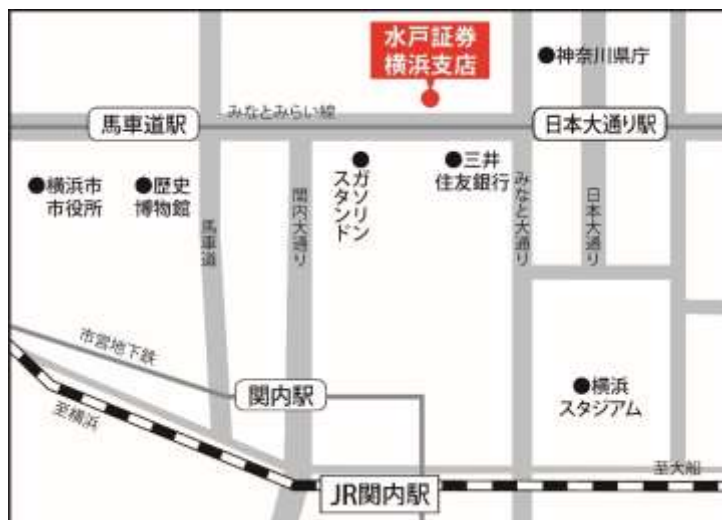 水戸証券
横浜支店
●神奈川県庁
馬車道駅
みなとみらい線
日本大通り駅
●横浜市
市役所
●歴史
博物館
馬車道
関内大通り
●ガソリン
スタンド
●三井
住友銀行
みなと大通り
日本大通り
市営地下鉄
関内駅
●横浜
スタジアム
至横浜
至大船
JR関内駅